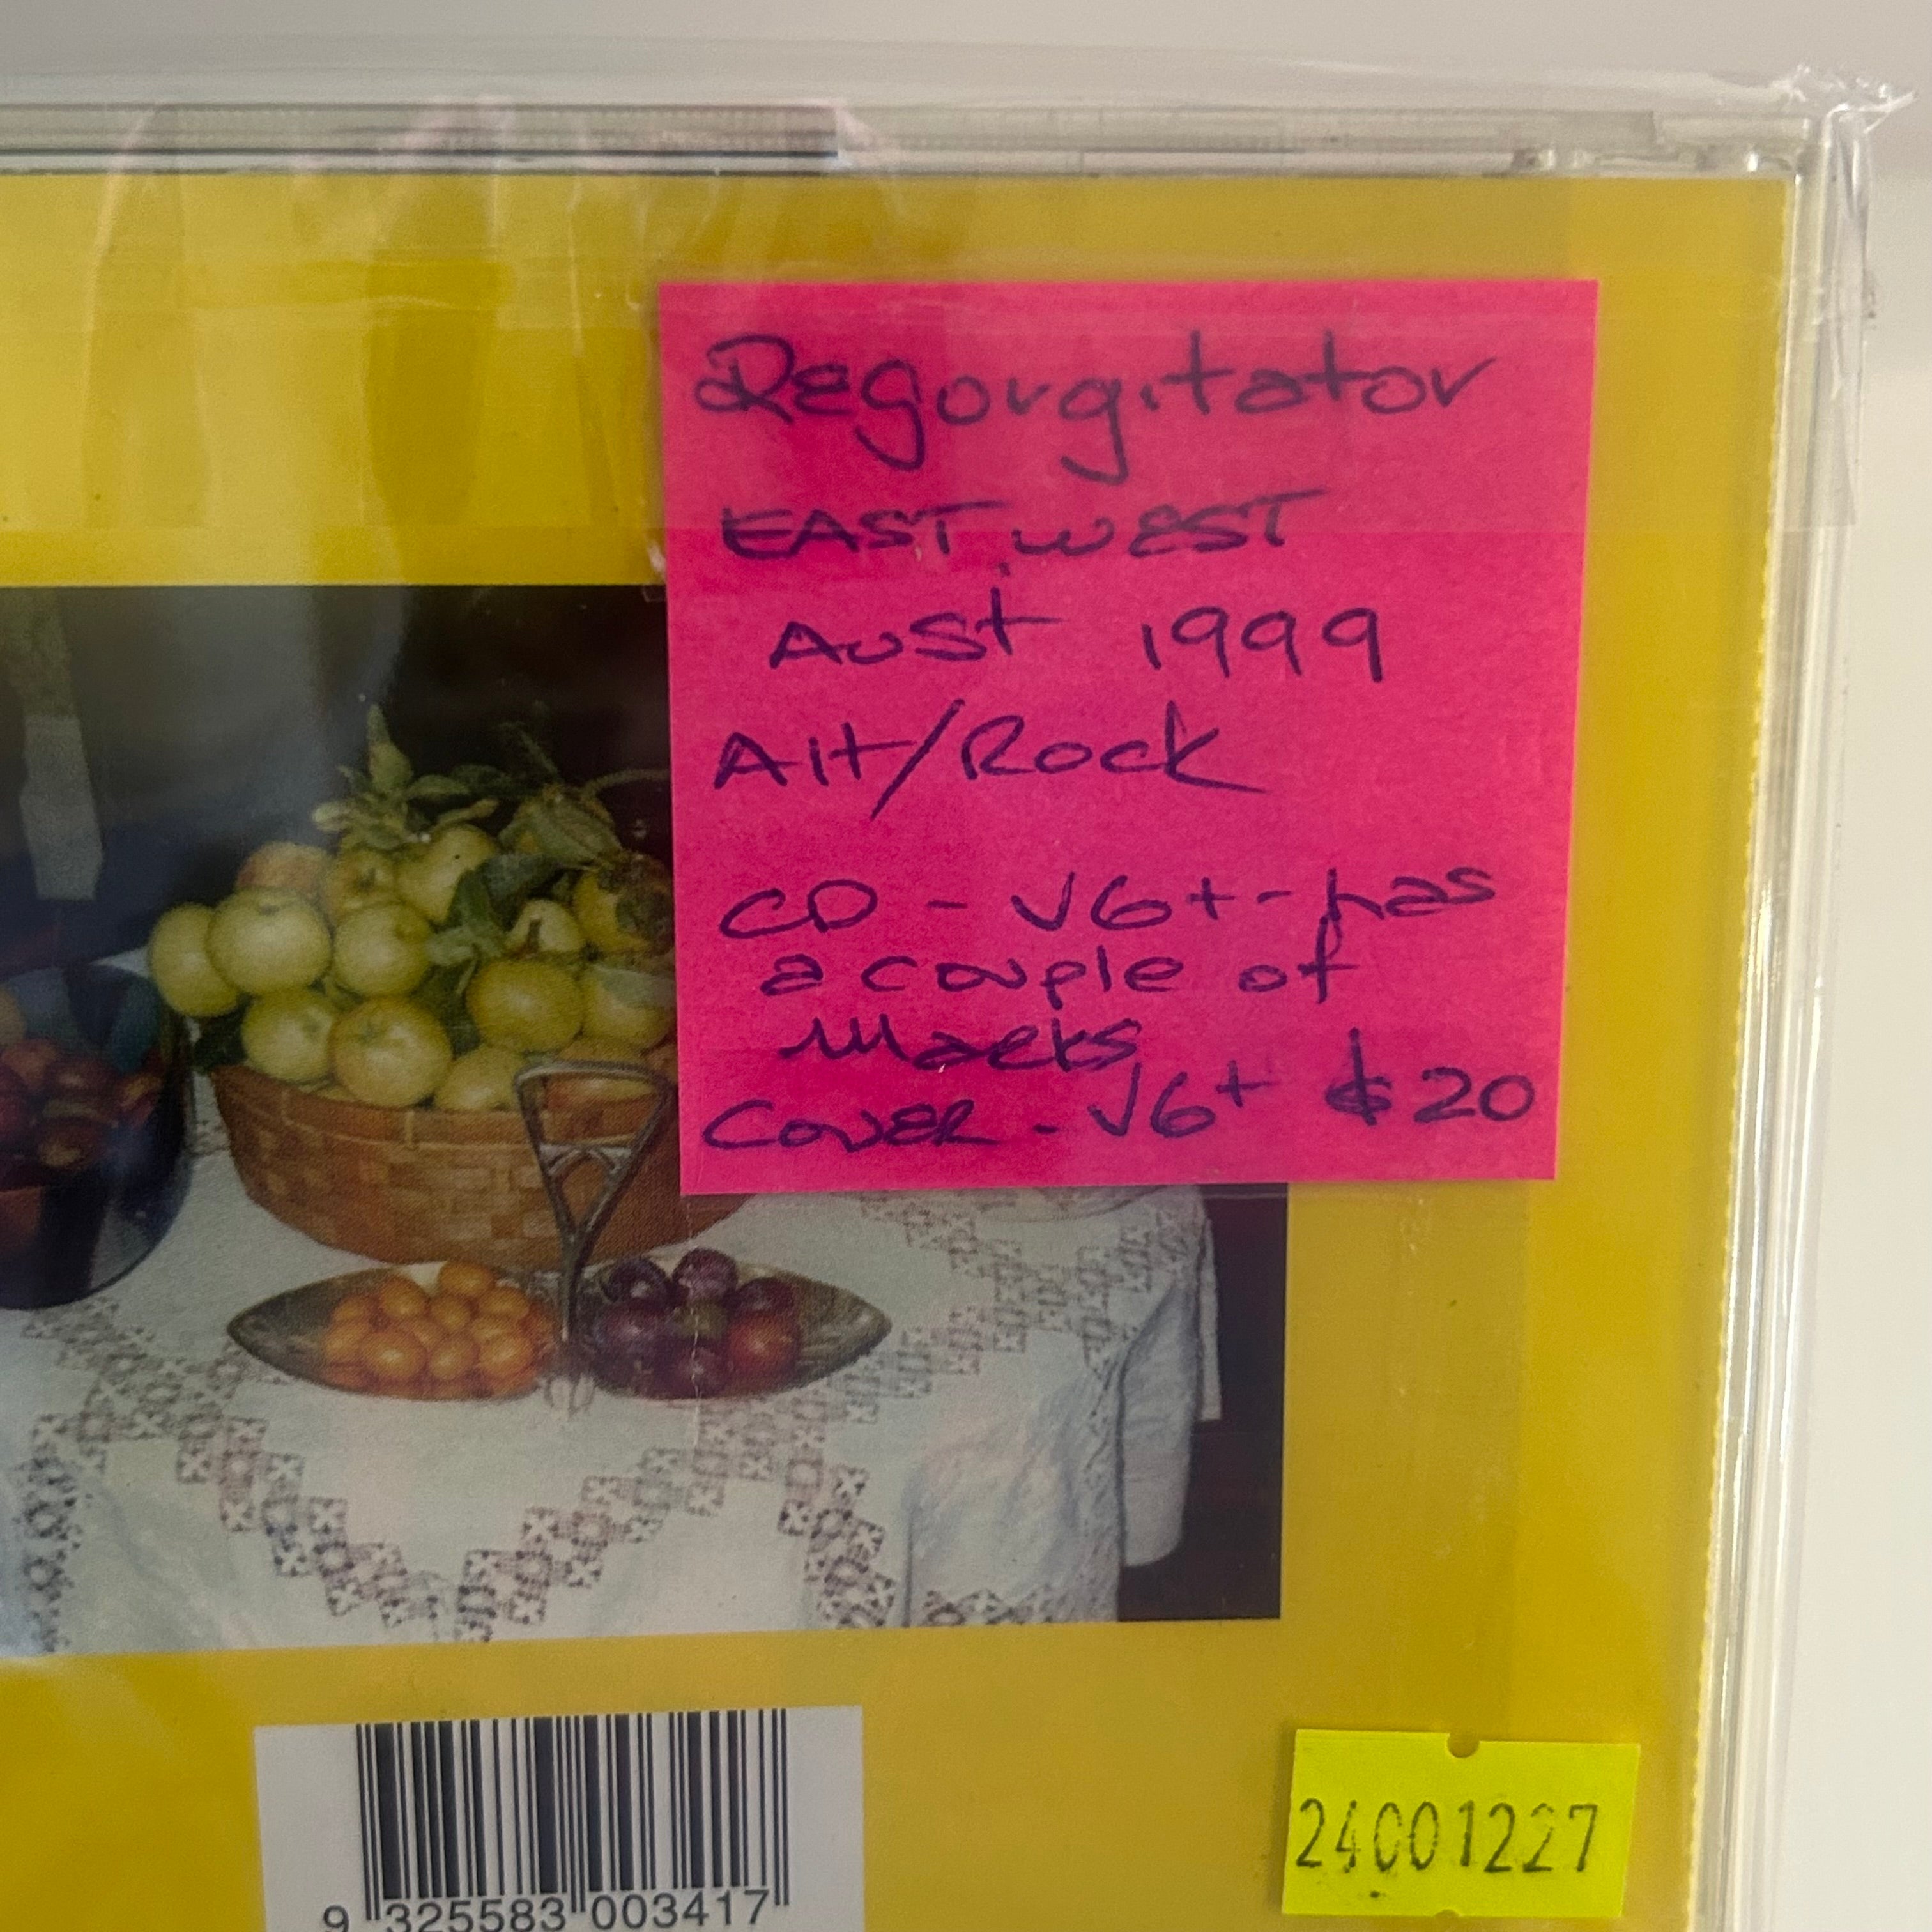 Regorgitator
EAST WEST
Aust 1999
Alt/Rock
CD - VG+ - has
a couple of
Marks
Cover - VG+ $20
9 325583 003417
24001227